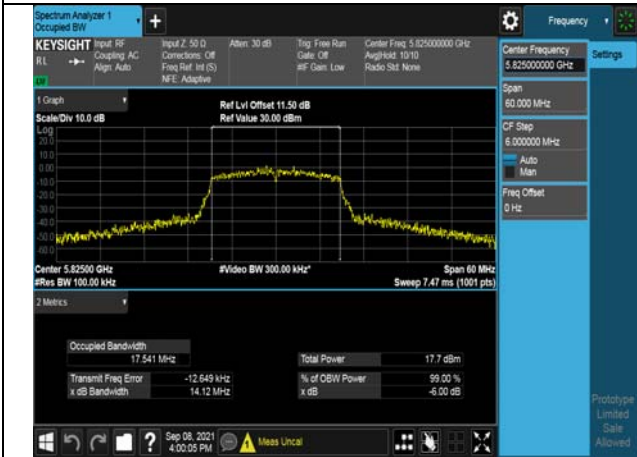 Spectrum Analyzer 1
Occupied BW
Frequency
KEYSIGHT
Input: RF
Coupling: AC
Align: Auto
Input Z: 50 Ω
Corrections: Off
Freq Ref: Int (S)
NFE: Adaptive
Atten: 30 dB
Trig: Free Run
Gate: Off
#IF Gain: Low
Center Freq: 5.825000000 GHz
Avg|Hold: 10/10
Radio Std: None
Center Frequency
5.825000000 GHz
Settings
Span
60.000 MHz
CF Step
6.000000 MHz
Auto
Man
Freq Offset
0 Hz
1 Graph
Scale/Div 10.0 dB
Ref Lvl Offset 11.50 dB
Ref Value 30.00 dBm
Log
20.0
10.0
0.00
-10.0
-20.0
-30.0
-40.0
-50.0
-60.0
Center 5.82500 GHz
#Res BW 100.00 kHz
#Video BW 300.00 kHz*
Span 60 MHz
Sweep 7.47 ms (1001 pts)
2 Metrics
Occupied Bandwidth
17.541 MHz
Total Power
17.7 dBm
Transmit Freq Error
-12.649 kHz
% of OBW Power
99.00 %
x dB Bandwidth
14.12 MHz
x dB
-6.00 dB
Prototype
Limited
Sale
Allowed
?
Sep 08, 2021
4:00:05 PM
Meas Uncal